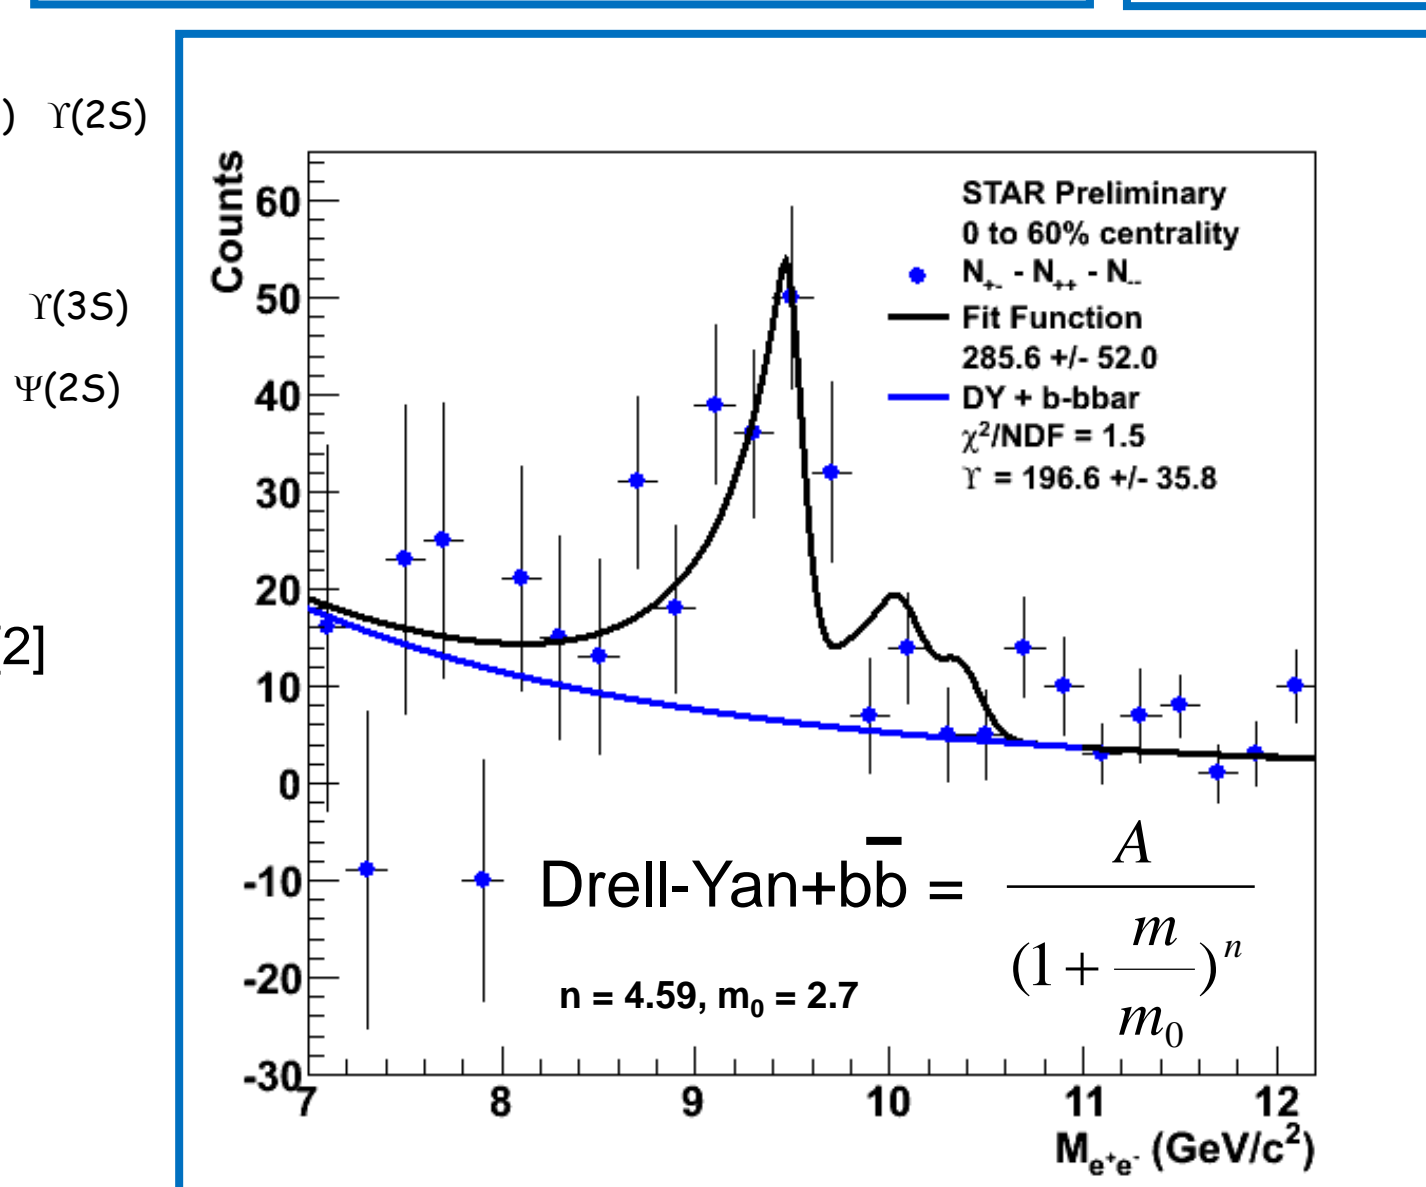 ) ϒ(2S)
ϒ(3S)
Ψ(2S)
[2]
Counts
60
50
40
30
20
10
0
-10
-20
-30
STAR Preliminary
0 to 60% centrality
N+- - N++ - N--
Fit Function
285.6 +/- 52.0
DY + b-bbar
χ²/NDF = 1.5
ϒ = 196.6 +/- 35.8
Drell-Yan+bb̄ = A / (1 + m/m₀)ⁿ
n = 4.59, m₀ = 2.7
7 8 9 10 11 12
Me⁺e⁻ (GeV/c²)